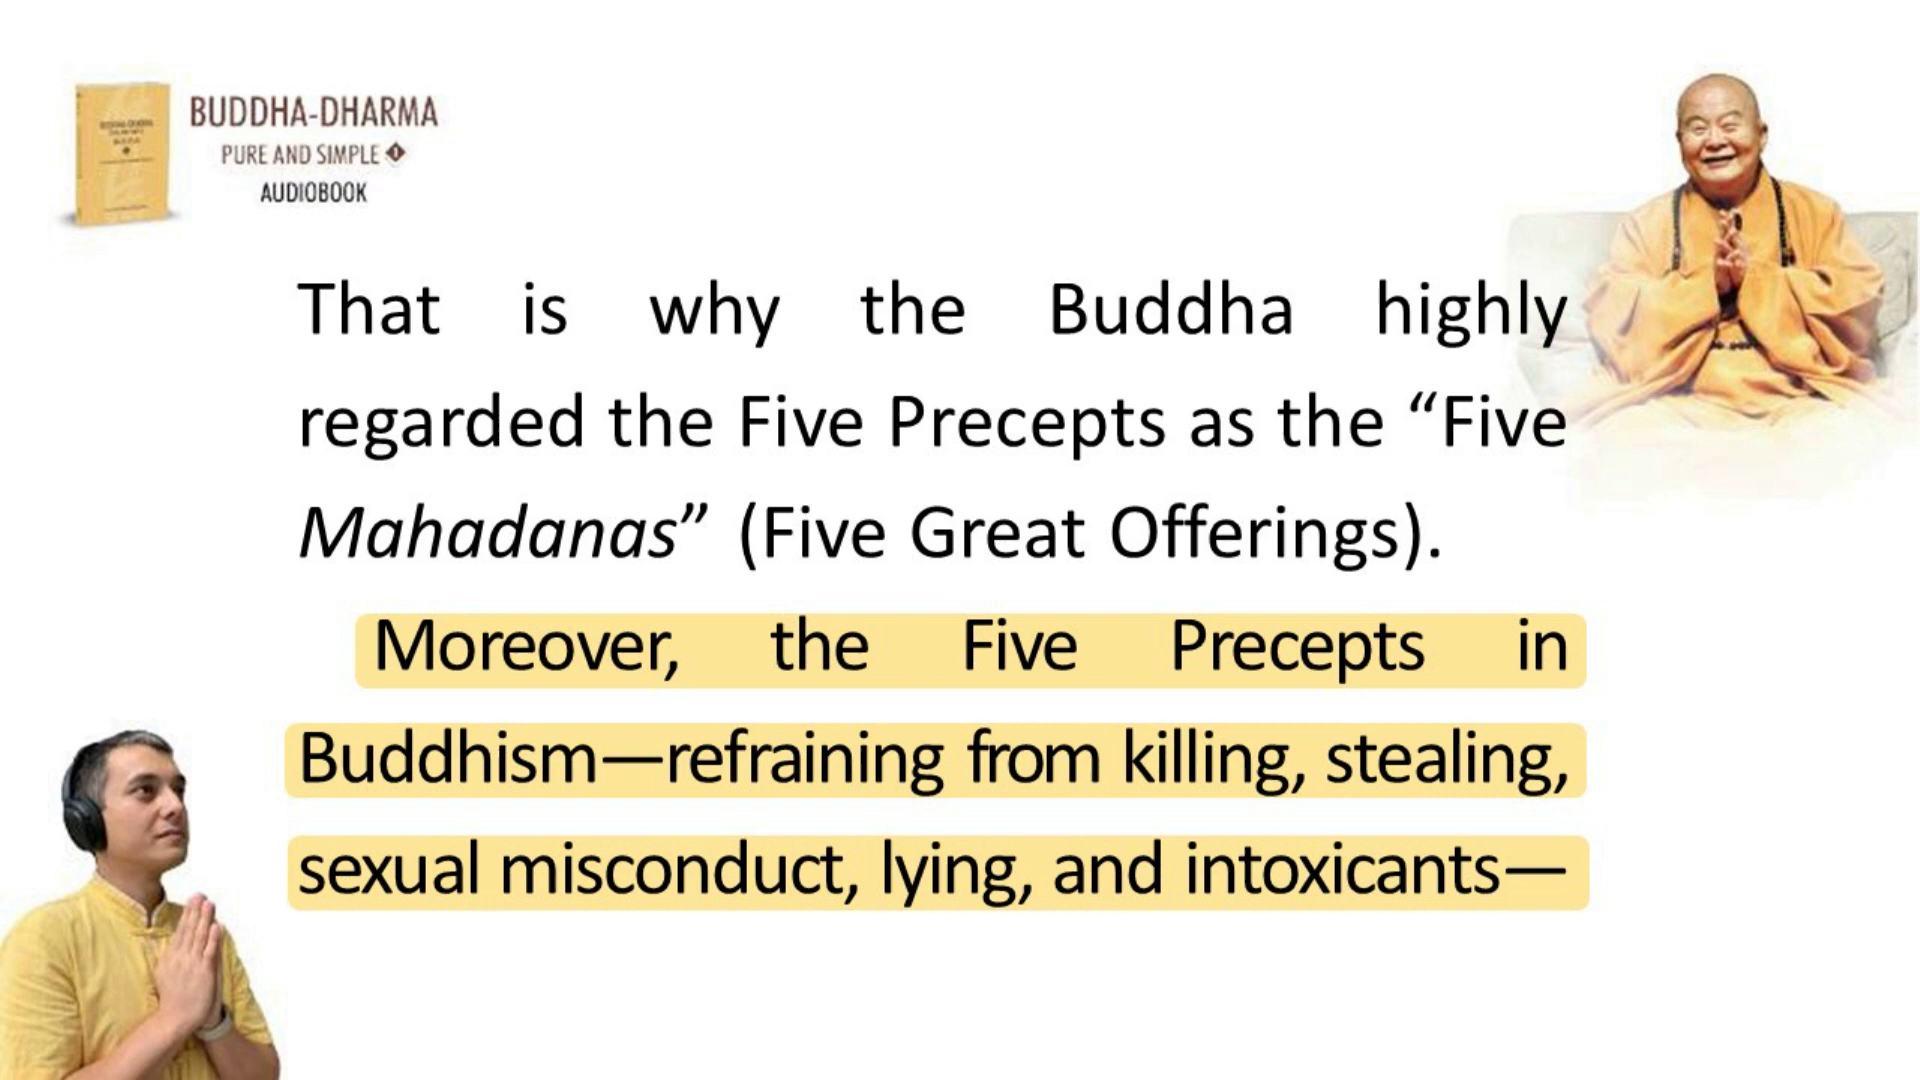 BUDDHA-DHARMA
PURE AND SIMPLE 1
AUDIOBOOK
That is why the Buddha highly
regarded the Five Precepts as the “Five
Mahadanas” (Five Great Offerings).
Moreover, the Five Precepts in
Buddhism—refraining from killing, stealing,
sexual misconduct, lying, and intoxicants—